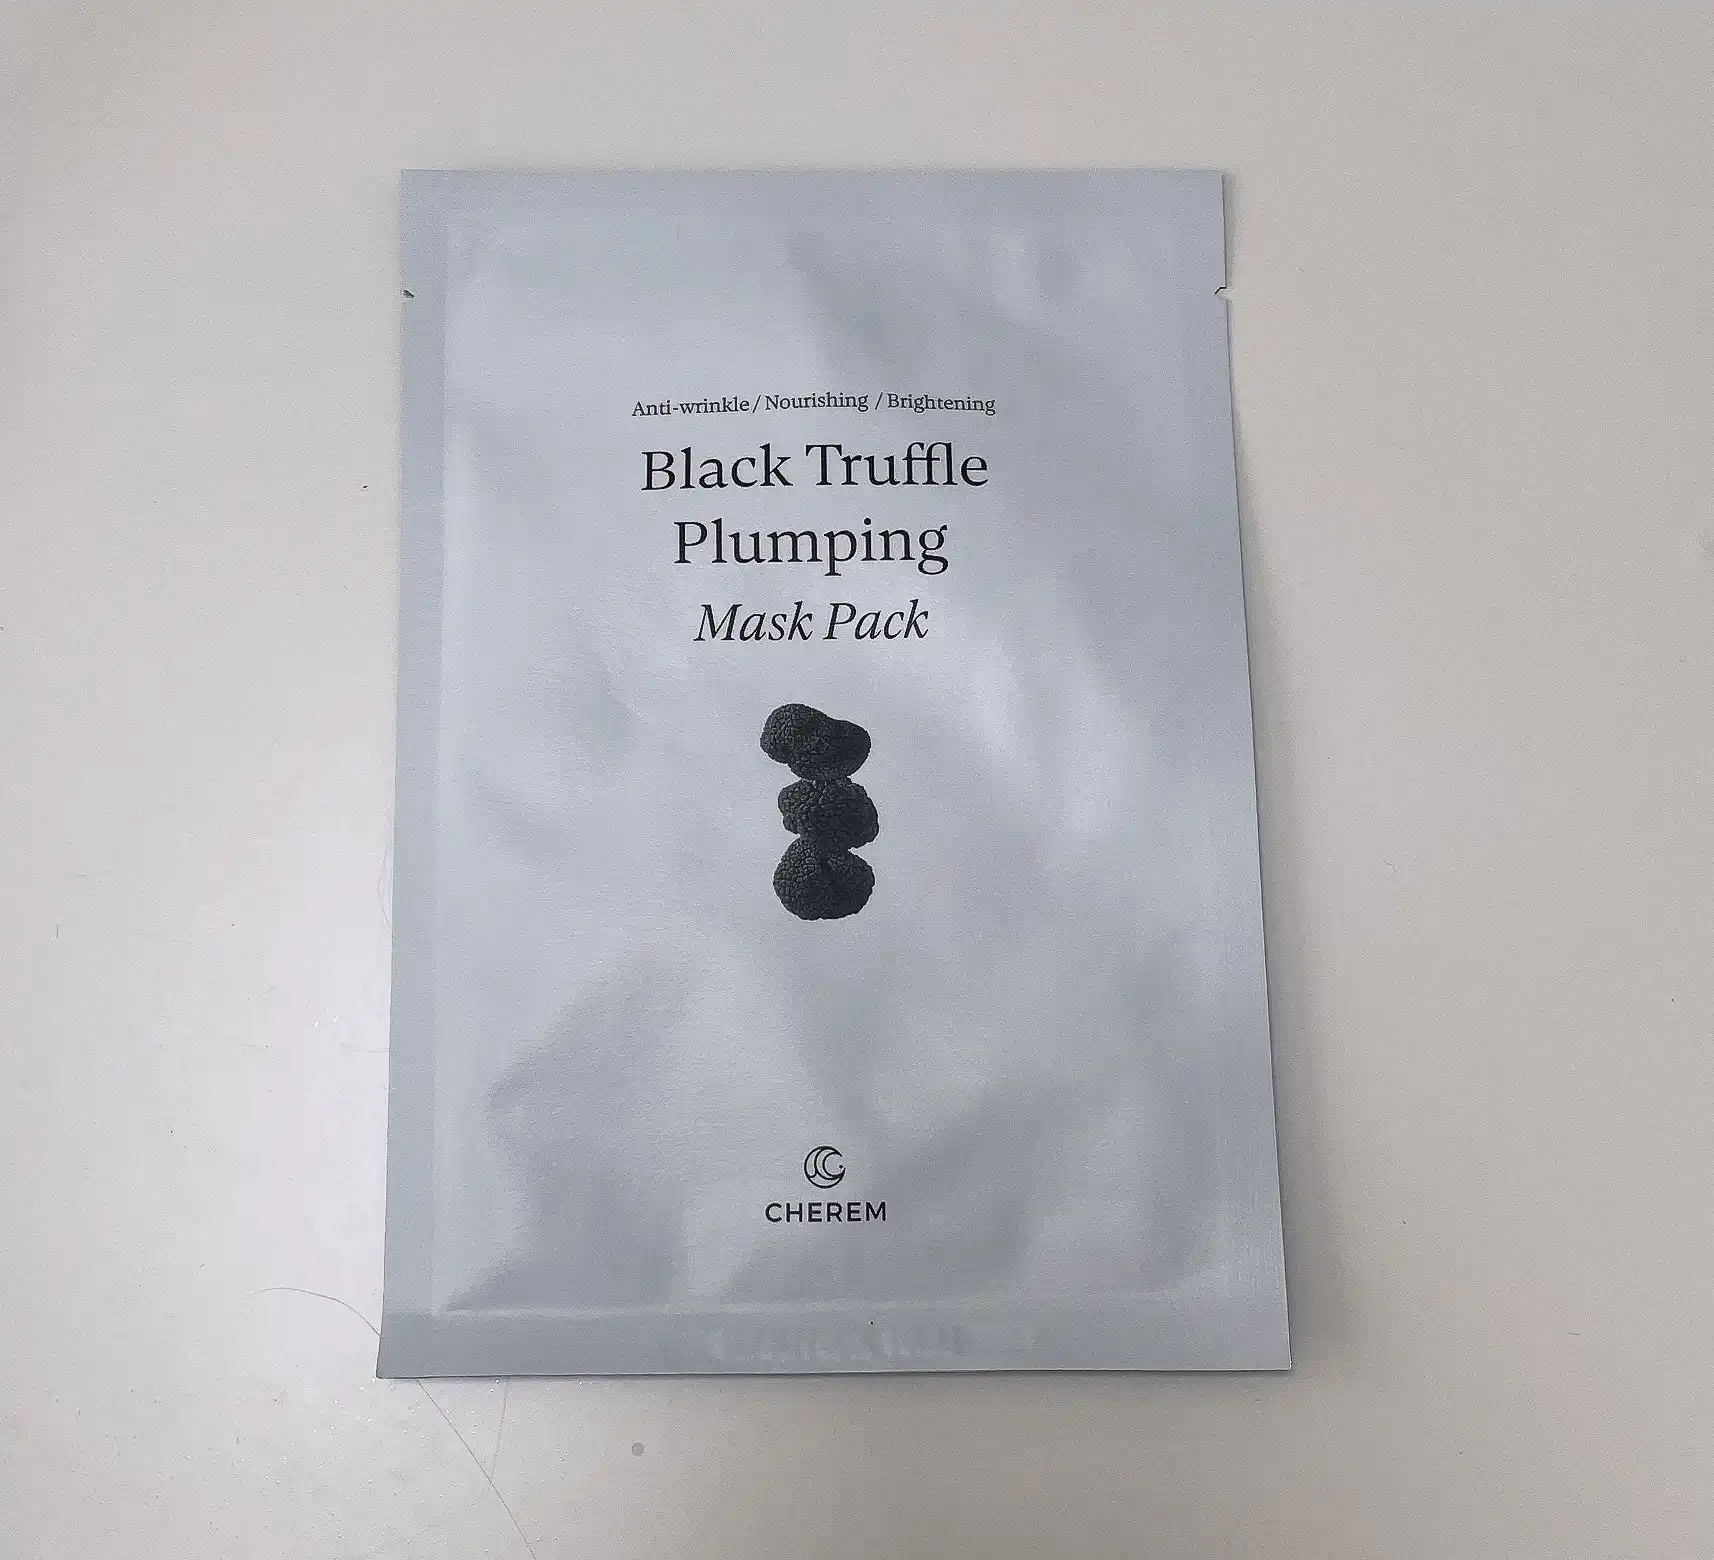 Anti-wrinkle / Nourishing / Brightening
Black Truffle
Plumping
Mask Pack
CHEREM